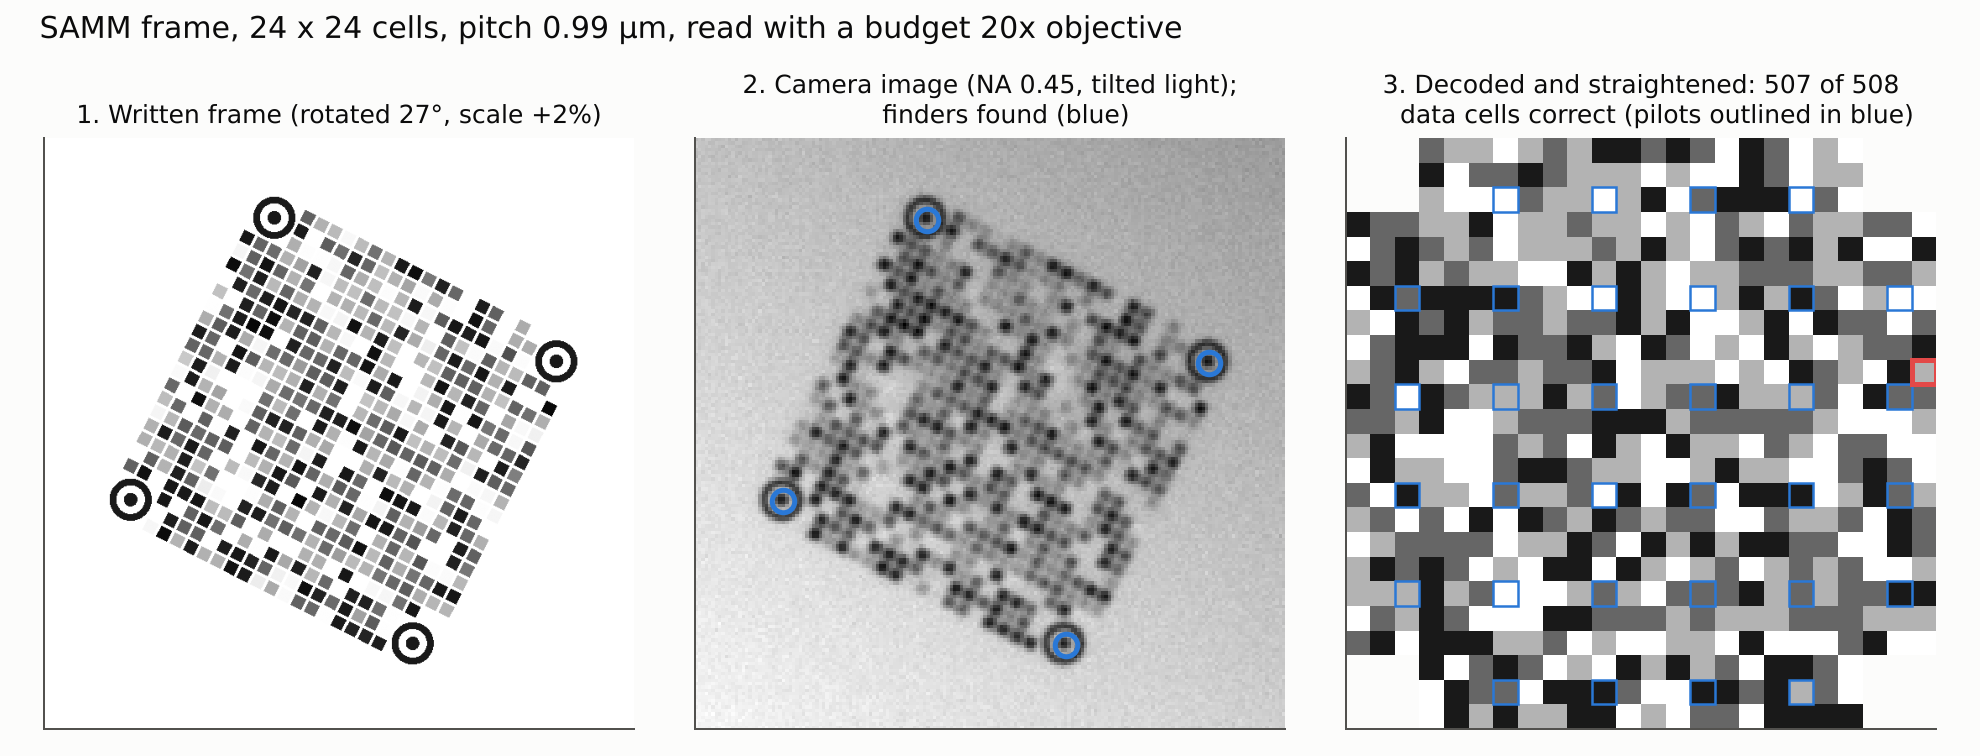 SAMM frame, 24 x 24 cells, pitch 0.99 µm, read with a budget 20x objective
1. Written frame (rotated 27°, scale +2%)
2. Camera image (NA 0.45, tilted light);
finders found (blue)
3. Decoded and straightened: 507 of 508
data cells correct (pilots outlined in blue)